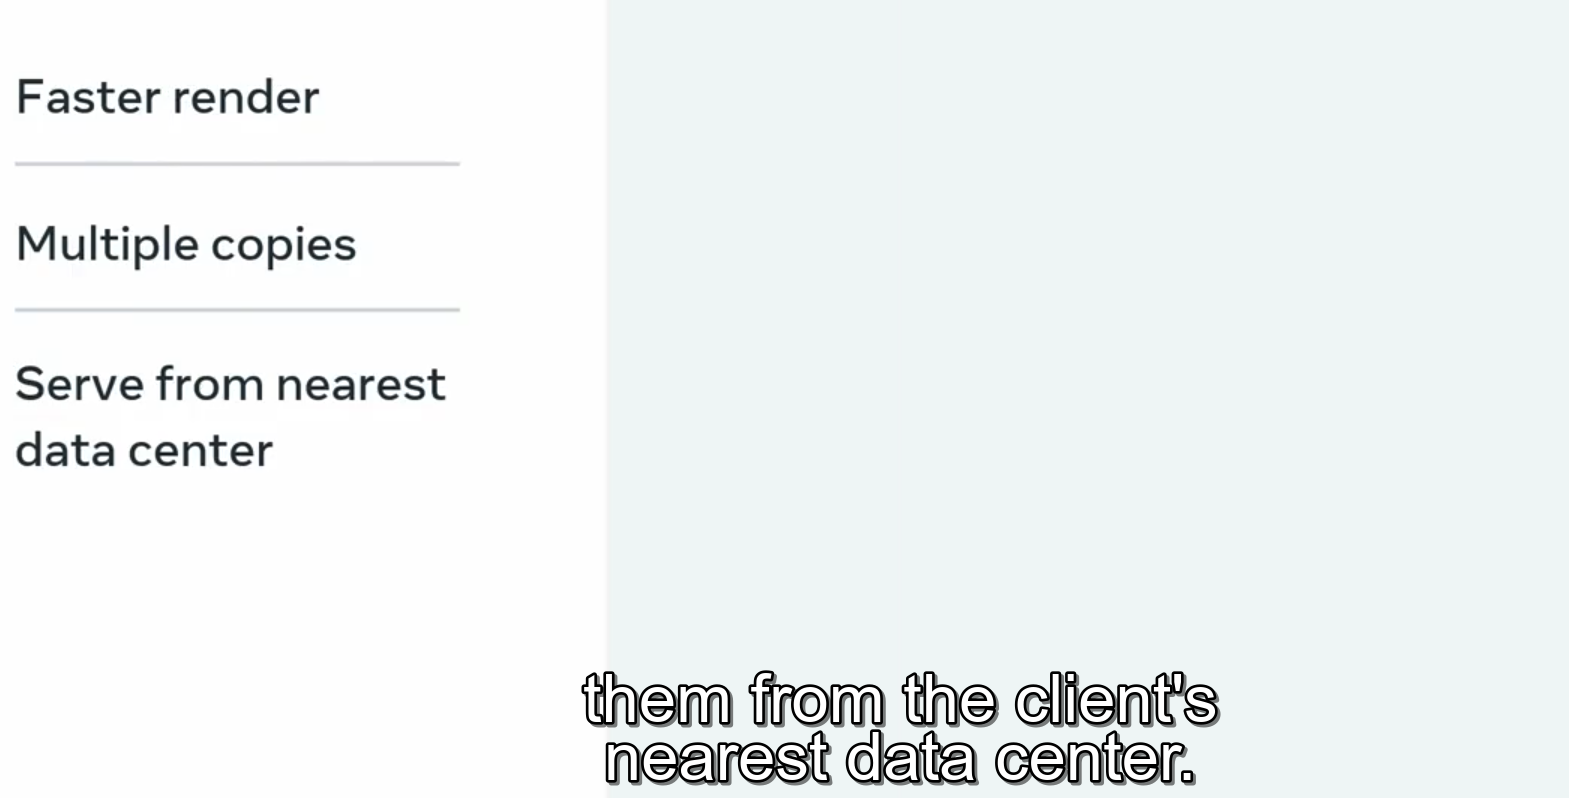 Faster render
Multiple copies
Serve from nearest
data center
them from the client's
nearest data center.